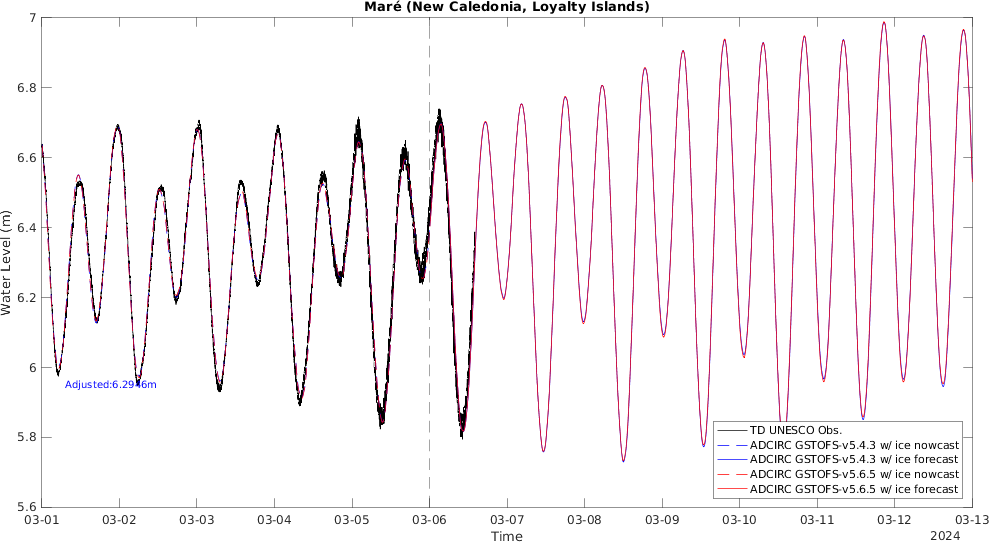 Maré (New Caledonia, Loyalty Islands)
7
6.8
6.6
6.4
6.2
6
5.8
5.6
Water Level (m)
Adjusted:6.2946m
TD UNESCO Obs.
ADCIRC GSTOFS-v5.4.3 w/ ice nowcast
ADCIRC GSTOFS-v5.4.3 w/ ice forecast
ADCIRC GSTOFS-v5.6.5 w/ ice nowcast
ADCIRC GSTOFS-v5.6.5 w/ ice forecast
03-01 03-02 03-03 03-04 03-05 03-06 03-07 03-08 03-09 03-10 03-11 03-12 03-13
Time
2024